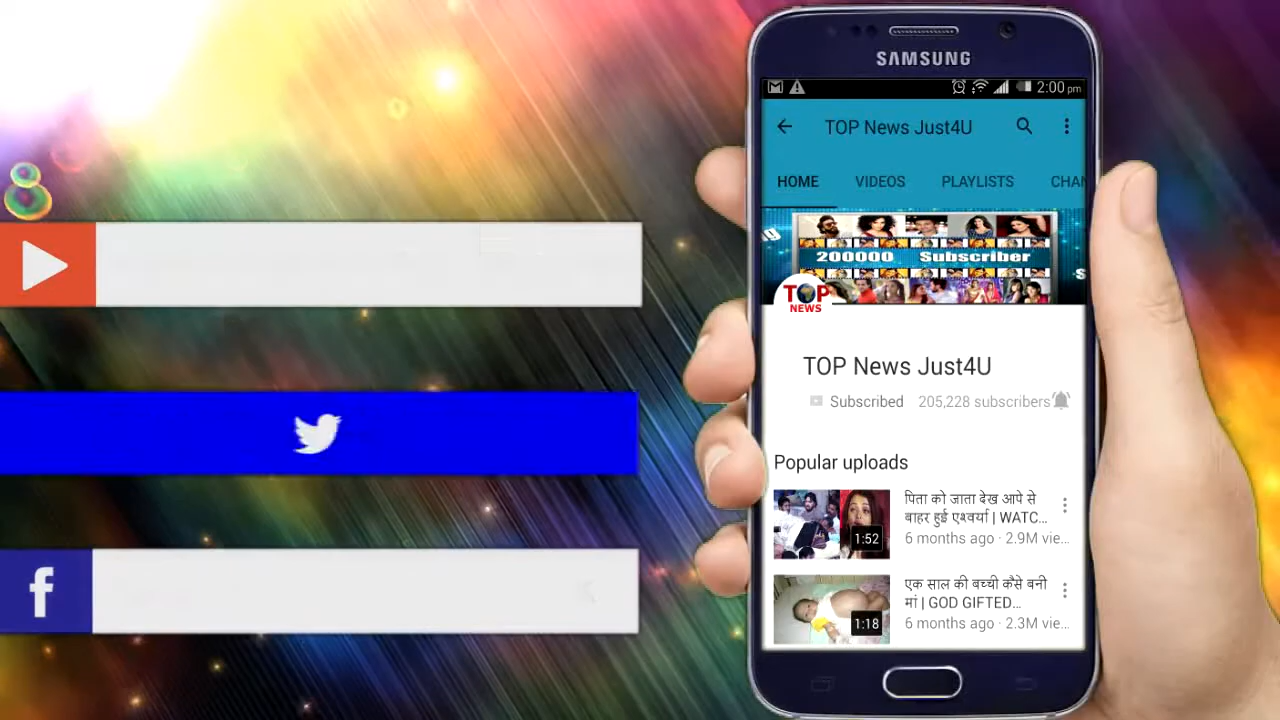 SAMSUNG
2:00 pm
TOP News Just4U
HOME VIDEOS PLAYLISTS CHAN
200000 Subscriber
TOP
NEWS
TOP News Just4U
Subscribed 205,228 subscribers
Popular uploads
पिता को जाता देख आपे से
बाहर हुई एश्वर्या | WATC...
1:52
6 months ago · 2.9M vie...
एक साल की बच्ची कैसे बनी
मां | GOD GIFTED...
1:18
6 months ago · 2.3M vie...